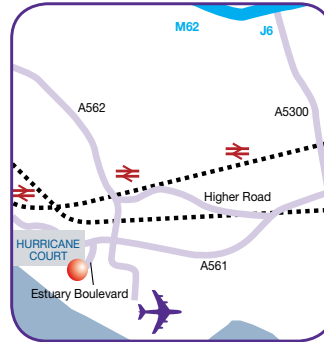 M62
J6
A562
A5300
Higher Road
HURRICANE
COURT
A561
Estuary Boulevard